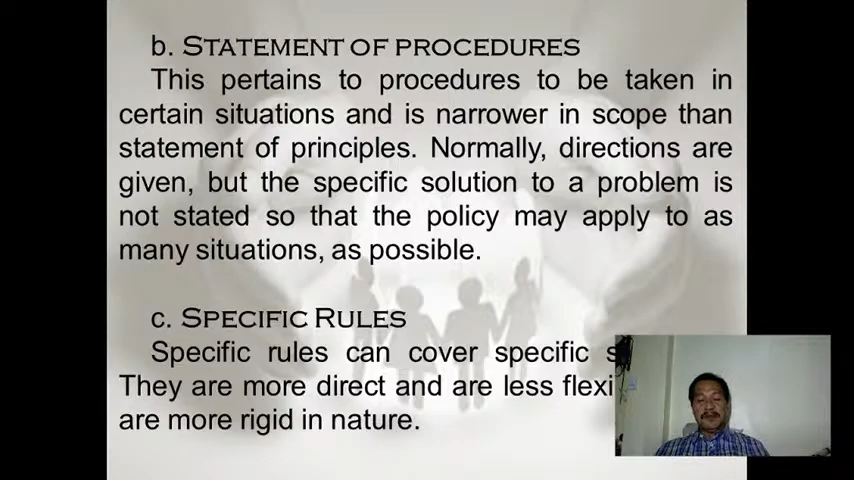 b. STATEMENT OF PROCEDURES
This pertains to procedures to be taken in
certain situations and is narrower in scope than
statement of principles. Normally, directions are
given, but the specific solution to a problem is
not stated so that the policy may apply to as
many situations, as possible.
c. SPECIFIC RULES
Specific rules can cover specific
They are more direct and are less
are more rigid in nature.